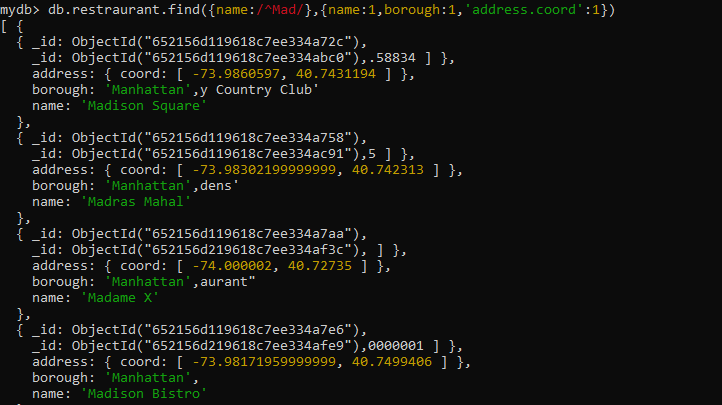 mydb> db.restraurant.find({name:/^Mad/},{name:1,borough:1,'address.coord':1})
[ {
  { _id: ObjectId("652156d119618c7ee334a72c"),
    _id: ObjectId("652156d119618c7ee334abc0"),.58834 ] },
    address: { coord: [ -73.9860597, 40.7431194 ] },
    borough: 'Manhattan',y Country Club'
    name: 'Madison Square'
  },
  { _id: ObjectId("652156d119618c7ee334a758"),
    _id: ObjectId("652156d119618c7ee334ac91"),5 ] },
    address: { coord: [ -73.98302199999999, 40.742313 ] },
    borough: 'Manhattan',dens'
    name: 'Madras Mahal'
  },
  { _id: ObjectId("652156d119618c7ee334a7aa"),
    _id: ObjectId("652156d219618c7ee334af3c"), ] },
    address: { coord: [ -74.000002, 40.72735 ] },
    borough: 'Manhattan',aurant"
    name: 'Madame X'
  },
  { _id: ObjectId("652156d119618c7ee334a7e6"),
    _id: ObjectId("652156d219618c7ee334afe9"),0000001 ] },
    address: { coord: [ -73.98171959999999, 40.7499406 ] },
    borough: 'Manhattan',
    name: 'Madison Bistro'